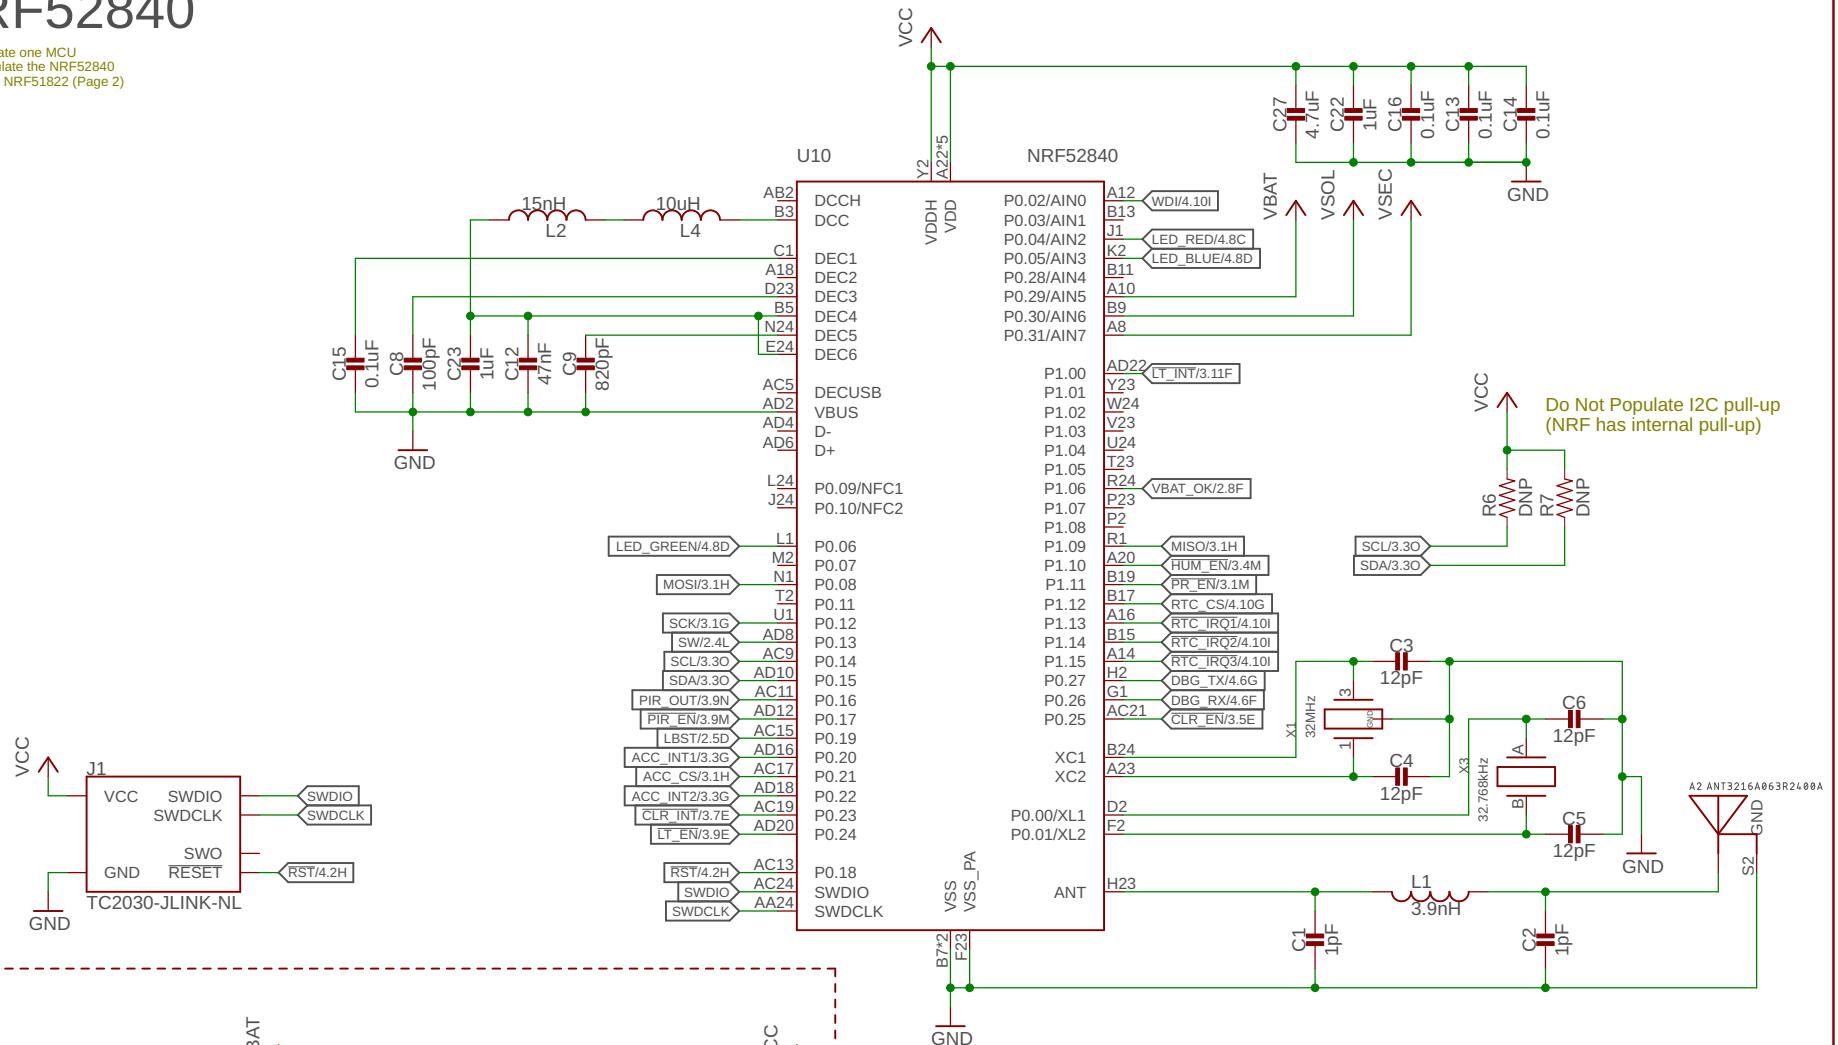 RF52840
ate one MCU
late the NRF52840
NRF51822 (Page 2)
VCC
C27
4.7uF
C22
1uF
C16
0.1uF
C13
0.1uF
C14
0.1uF
GND
VBAT
VSOL
VSEC
U10
NRF52840
Y2
A22*5
VDDH
VDD
15nH
L2
10uH
L4
AB2 DCCH
B3 DCC
C1 DEC1
A18 DEC2
D23 DEC3
B5 DEC4
N24 DEC5
E24 DEC6
AC5 DECUSB
AD2 VBUS
AD4 D-
AD6 D+
L24 P0.09/NFC1
J24 P0.10/NFC2
C15
0.1uF
C8
100pF
C23
1uF
C12
47nF
C9
820pF
GND
LED_GREEN/4.8D L1 P0.06
M2 P0.07
MOSI/3.1H N1 P0.08
T2 P0.11
SCK/3.1G U1 P0.12
SW/2.4L AD8 P0.13
SCL/3.3O AC9 P0.14
SDA/3.3O AD10 P0.15
PIR_OUT/3.9N AC11 P0.16
PIR_EN/3.9M AD12 P0.17
LBST/2.5D AC15 P0.19
ACC_INT1/3.3G AD16 P0.20
ACC_CS/3.1H AC17 P0.21
ACC_INT2/3.3G AD18 P0.22
CLR_INT/3.7E AC19 P0.23
LT_EN/3.9E AD20 P0.24
RST/4.2H AC13 P0.18
SWDIO AC24 SWDIO
SWDCLK AA24 SWDCLK
P0.02/AIN0 A12 WDI/4.10I
P0.03/AIN1 B13
P0.04/AIN2 J1 LED_RED/4.8C
P0.05/AIN3 K2 LED_BLUE/4.8D
P0.28/AIN4 B11
P0.29/AIN5 A10
P0.30/AIN6 B9
P0.31/AIN7 A8
P1.00 AD22 LT_INT/3.11F
P1.01 Y23
P1.02 W24
P1.03 V23
P1.04 U24
P1.05 T23
P1.06 R24 VBAT_OK/2.8F
P1.07 P23
P1.08 P2
P1.09 R1 MISO/3.1H
P1.10 A20 HUM_EN/3.4M
P1.11 B19 PR_EN/3.1M
P1.12 B17 RTC_CS/4.10G
P1.13 A16 RTC_IRQ1/4.10I
P1.14 B15 RTC_IRQ2/4.10I
P1.15 A14 RTC_IRQ3/4.10I
P0.27 H2 DBG_TX/4.6G
P0.26 G1 DBG_RX/4.6F
P0.25 AC21 CLR_EN/3.5E
XC1 B24
XC2 A23
P0.00/XL1 D2
P0.01/XL2 F2
ANT H23
VSS
VSS_PA
B7*2
F23
GND
VCC
Do Not Populate I2C pull-up
(NRF has internal pull-up)
R6
DNP
R7
DNP
SCL/3.3O
SDA/3.3O
C3
12pF
X1
32MHz
3
GND
1
C4
12pF
C6
12pF
X3
32.768kHz
A
B
C5
12pF
GND
A2 ANT3216A063R2400A
GND
S2
L1
3.9nH
C1
1pF
C2
1pF
VCC
J1
VCC SWDIO SWDIO
SWDCLK SWDCLK
SWO
GND RESET RST/4.2H
TC2030-JLINK-NL
GND
BAT
CC